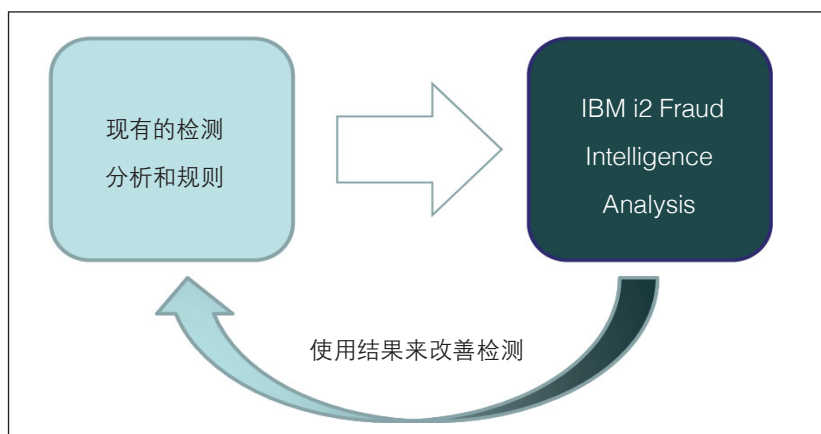 现有的检测
分析和规则
IBM i2 Fraud
Intelligence
Analysis
使用结果来改善检测